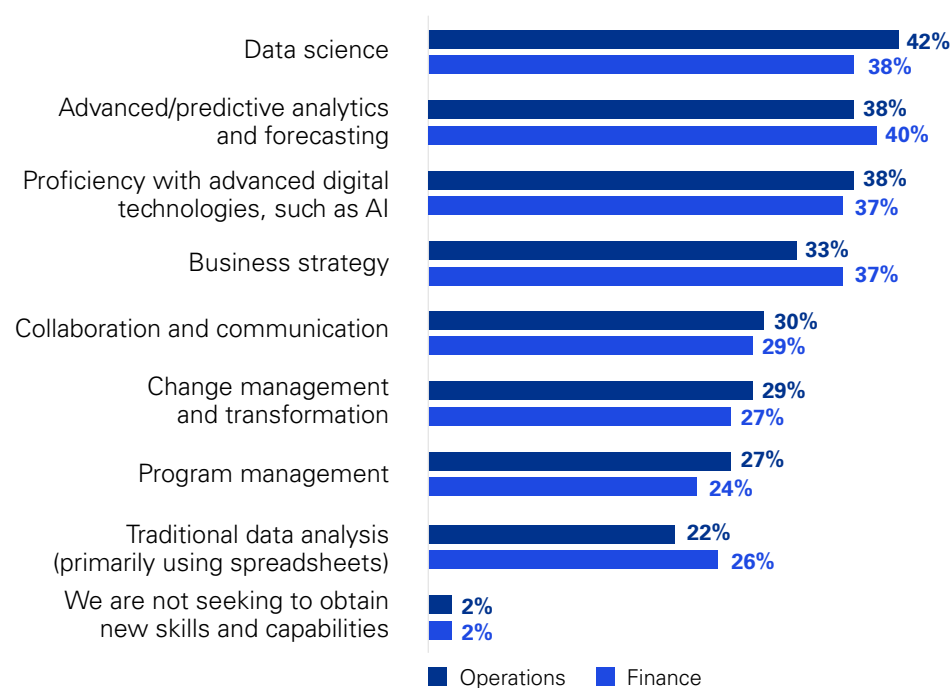 Data science
42%
38%
Advanced/predictive analytics
and forecasting
38%
40%
Proficiency with advanced digital
technologies, such as AI
38%
37%
Business strategy
33%
37%
Collaboration and communication
30%
29%
Change management
and transformation
29%
27%
Program management
27%
24%
Traditional data analysis
(primarily using spreadsheets)
22%
26%
We are not seeking to obtain
new skills and capabilities
2%
2%
Operations
Finance